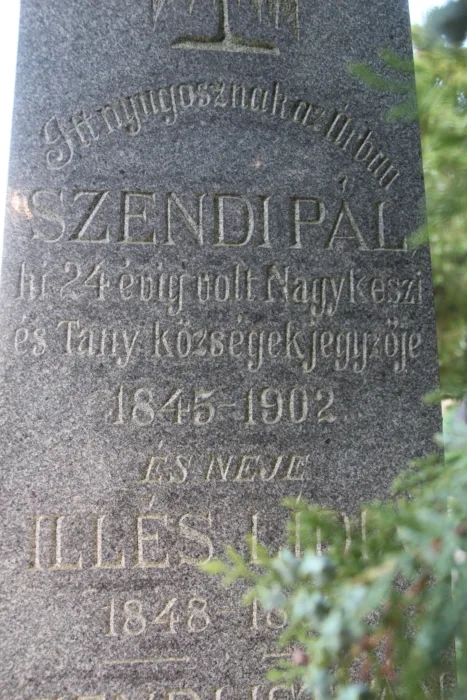 Itt nyugosznak az Úrban
SZENDI PÁL
ki 24 évig volt Nagykeszi
és Tany községek jegyzője
1845-1902
ÉS NEJE
ILLÉS
1848